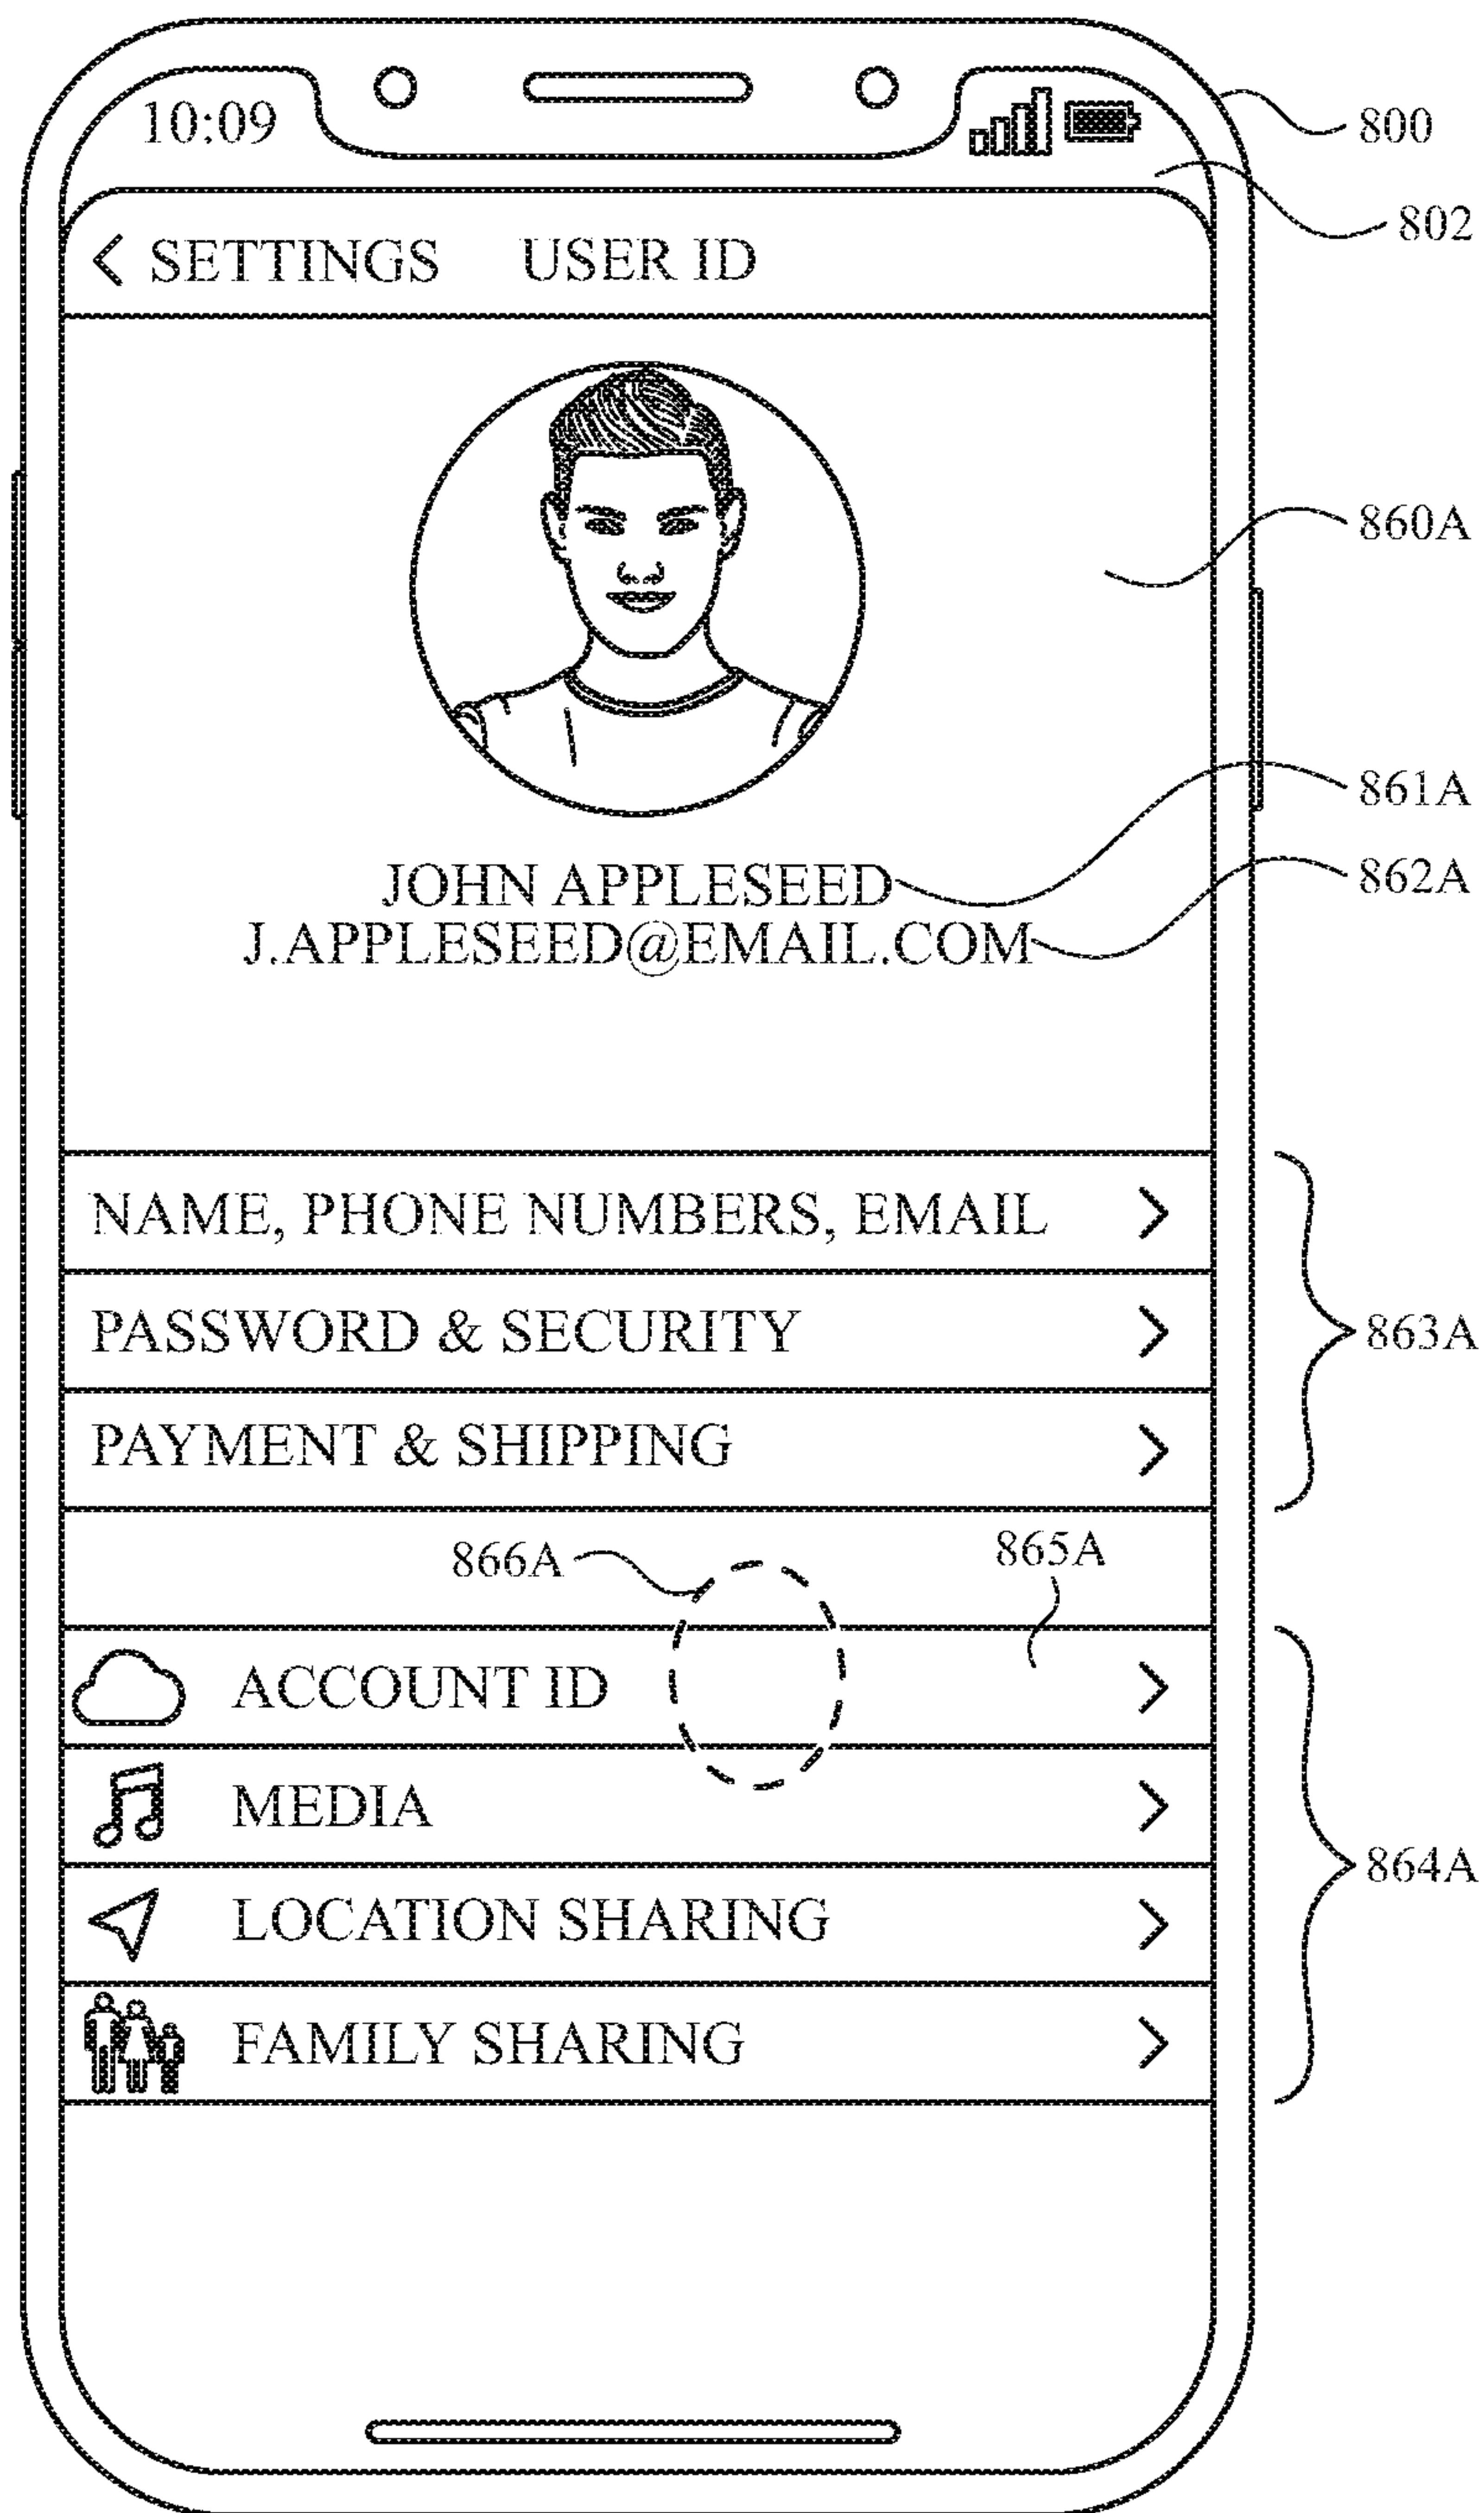 10:09
800
802
< SETTINGS USER ID
860A
861A
862A
JOHN APPLESEED
J.APPLESEED@EMAIL.COM
NAME, PHONE NUMBERS, EMAIL >
PASSWORD & SECURITY >
863A
PAYMENT & SHIPPING >
866A
865A
ACCOUNT ID >
MEDIA >
864A
LOCATION SHARING >
FAMILY SHARING >